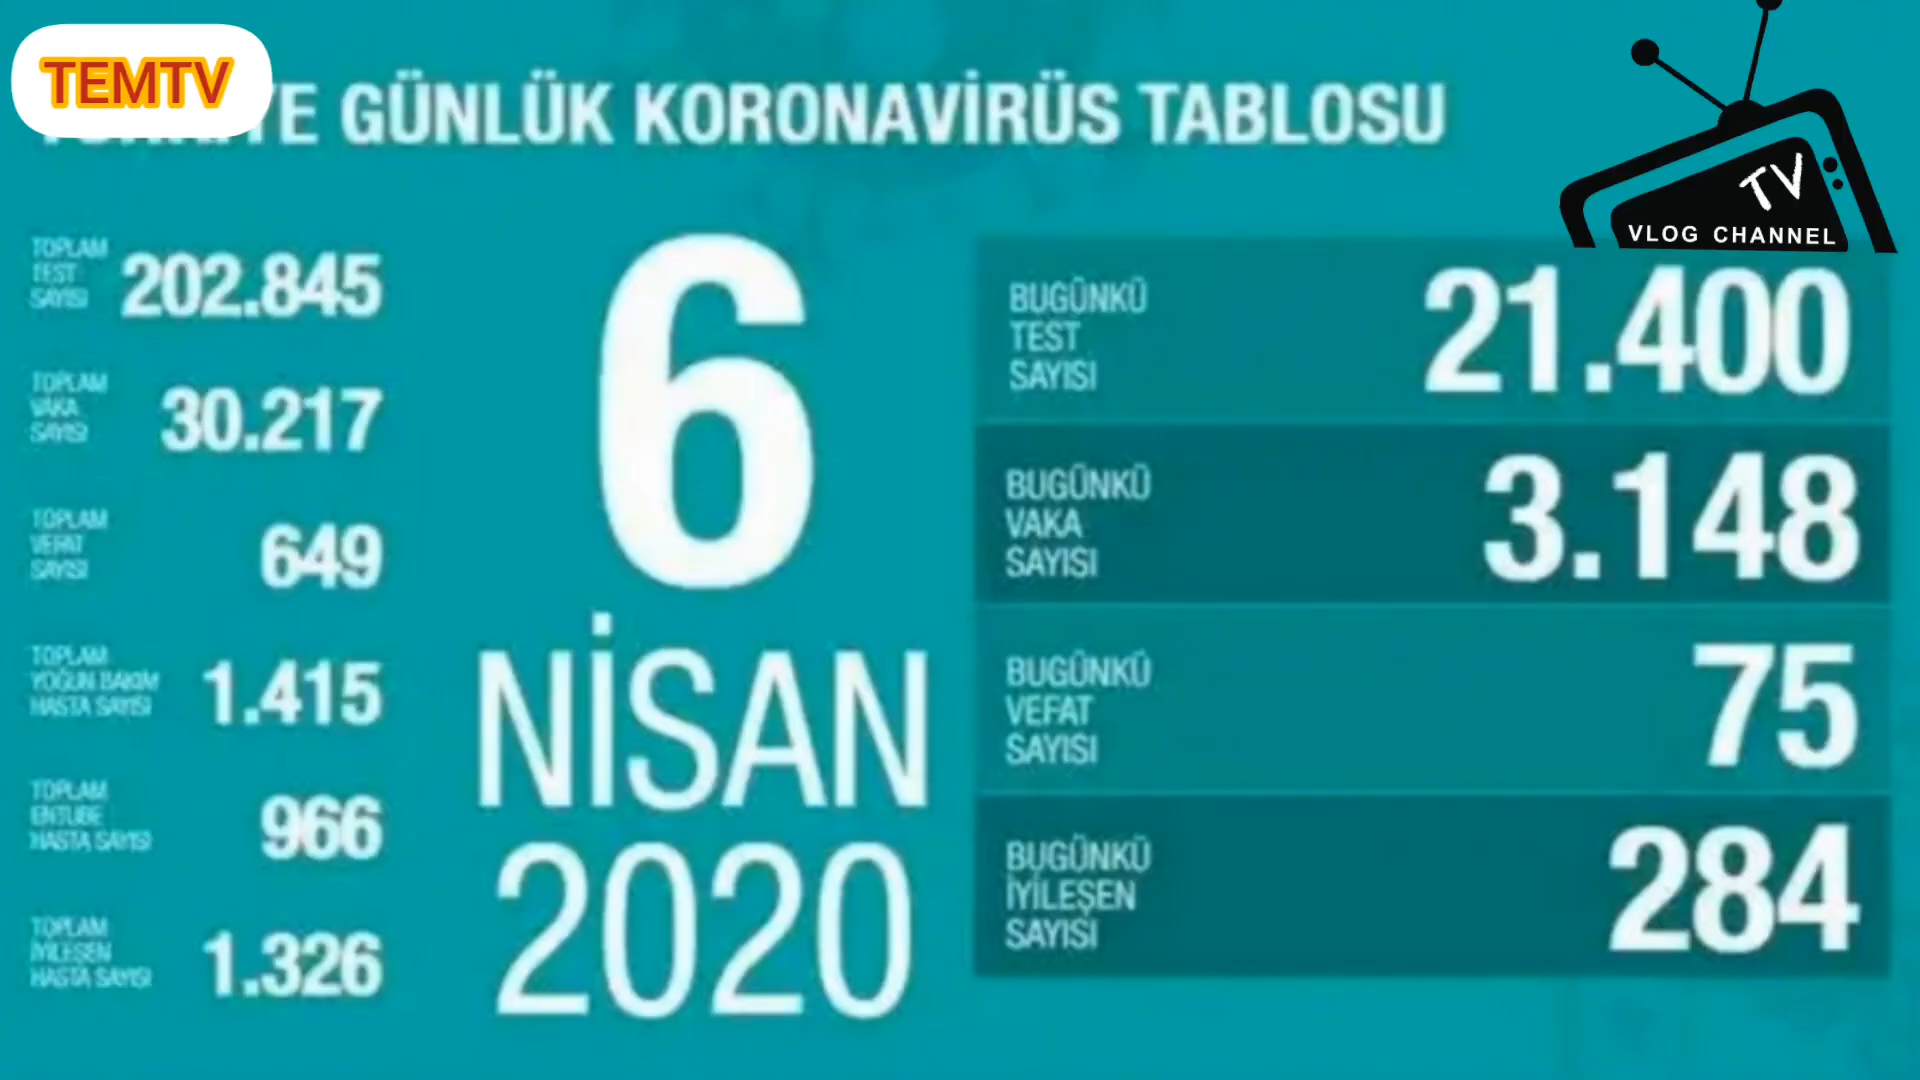 TEMTV
TV
VLOG CHANNEL
GÜNLÜK KORONAVİRÜS TABLOSU
TOPLAM
TEST
SAYISI
202.845
TOPLAM
VAKA
SAYISI
30.217
TOPLAM
VEFAT
SAYISI
649
TOPLAM
YOĞUN BAKIM
HASTA SAYISI
1.415
TOPLAM
ENTUBE
HASTA SAYISI
966
TOPLAM
İYİLEŞEN
HASTA SAYISI
1.326
6
NİSAN
2020
BUGÜNKÜ
TEST
SAYISI
21.400
BUGÜNKÜ
VAKA
SAYISI
3.148
BUGÜNKÜ
VEFAT
SAYISI
75
BUGÜNKÜ
İYİLEŞEN
SAYISI
284